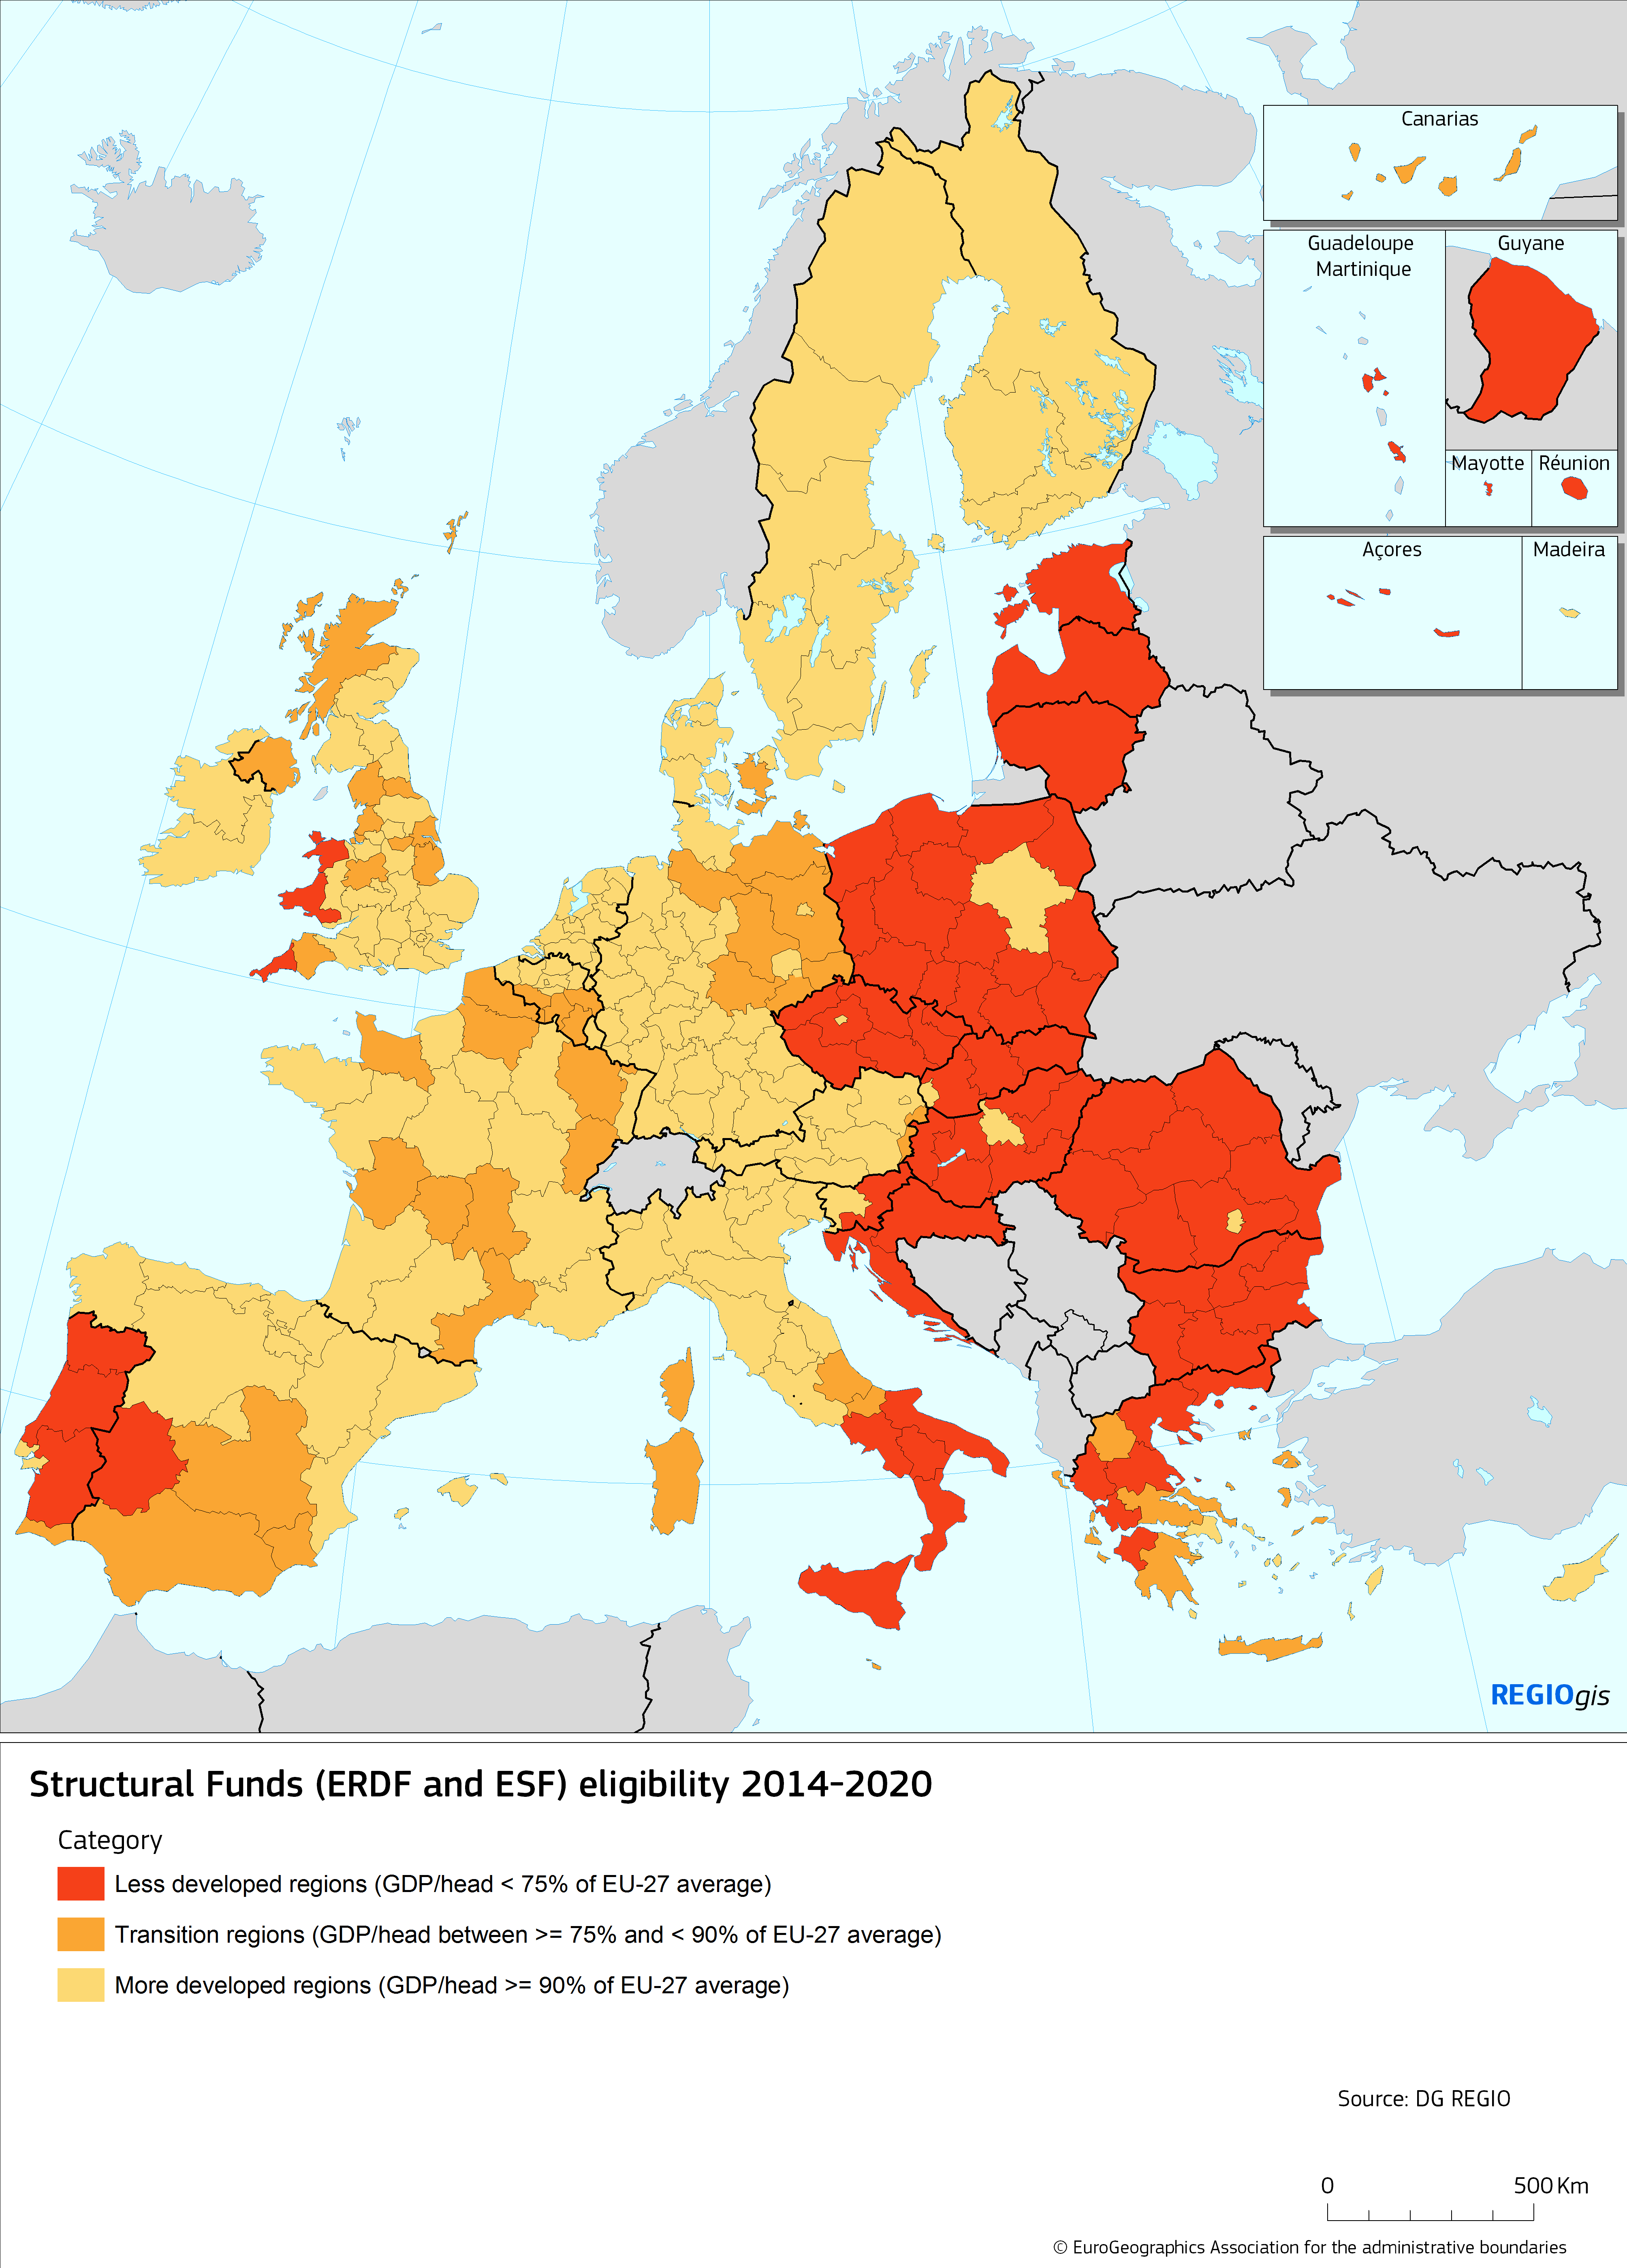 Canarias
Guadeloupe
Martinique
Guyane
Mayotte
Réunion
Açores
Madeira
REGIOgis
Structural Funds (ERDF and ESF) eligibility 2014-2020
Category
Less developed regions (GDP/head < 75% of EU-27 average)
Transition regions (GDP/head between >= 75% and < 90% of EU-27 average)
More developed regions (GDP/head >= 90% of EU-27 average)
Source: DG REGIO
0 500 Km
© EuroGeographics Association for the administrative boundaries